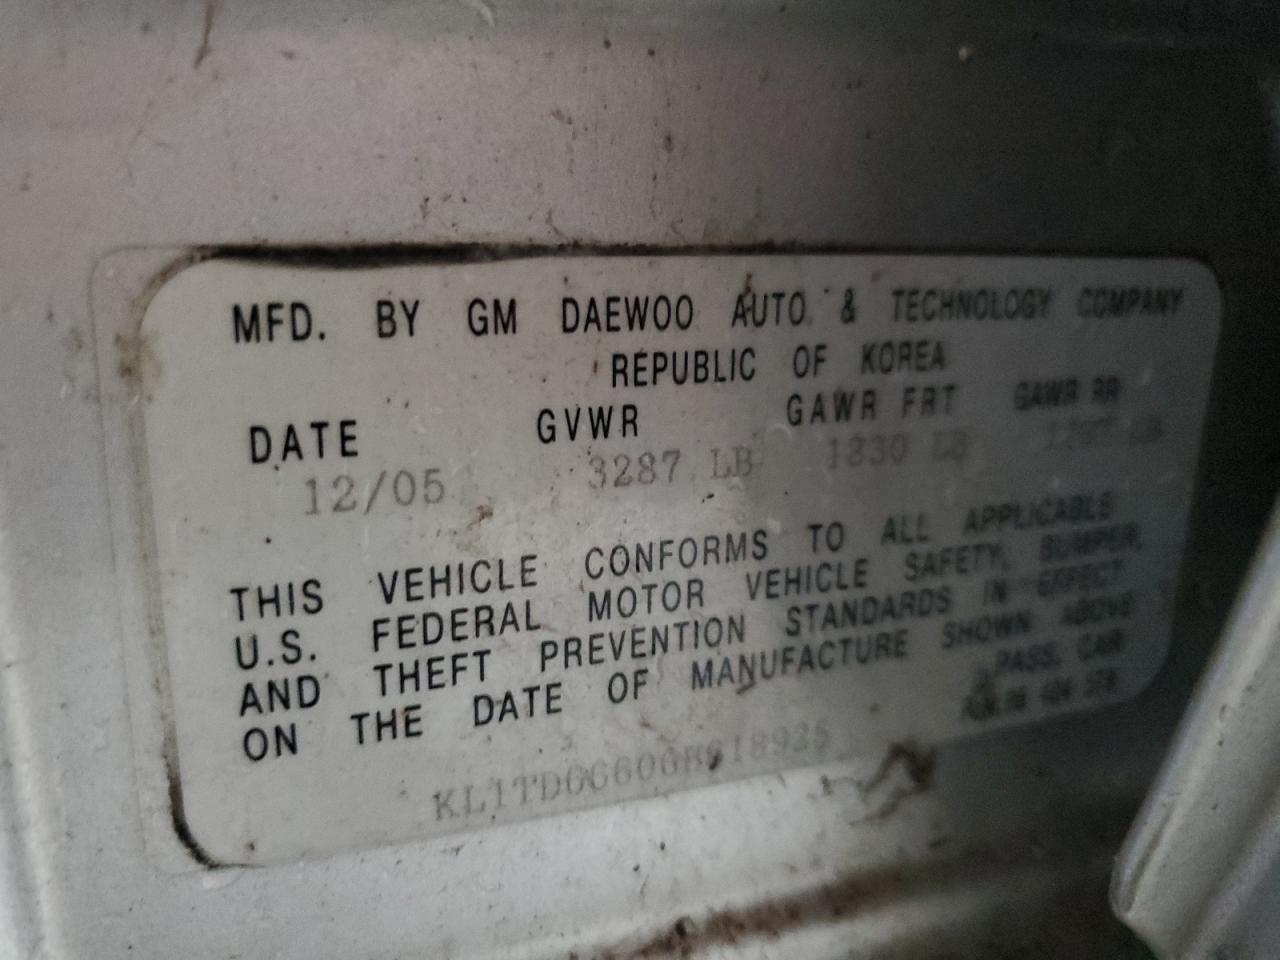 MFD. BY GM DAEWOO AUTO. & TECHNOLOGY COMPANY
REPUBLIC OF KOREA
DATE GVWR GAWR FRT GAWR RR
12/05 3287 LB 1830 LB LB
THIS VEHICLE CONFORMS TO ALL APPLICABLE
U.S. FEDERAL MOTOR VEHICLE SAFETY, BUMPER,
AND THEFT PREVENTION STANDARDS IN EFFECT
ON THE DATE OF MANUFACTURE SHOWN ABOVE
PASS. CAR